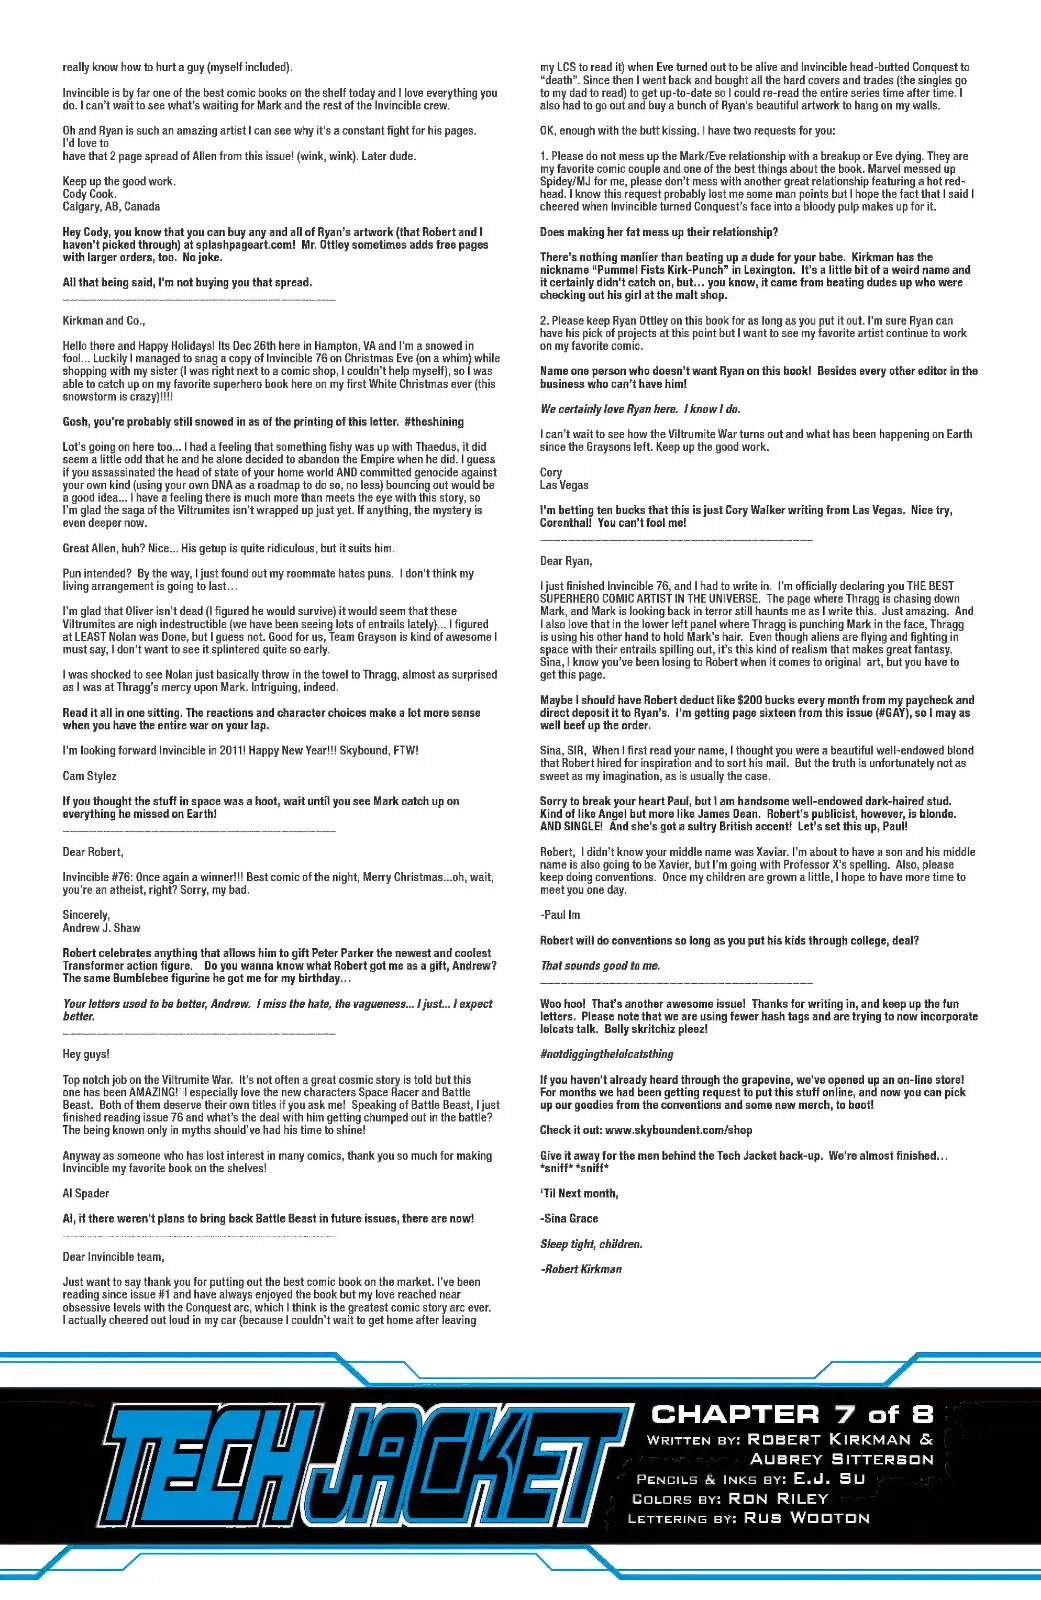 really know how to hurt a guy (myself included).
Invincible is by far one of the best comic books on the shelf today and I love everything you
do. I can't wait to see what's waiting for Mark and the rest of the Invincible crew.
Oh and Ryan is such an amazing artist I can see why it's a constant fight for his pages.
I'd love to
have that 2 page spread of Allen from this issue! (wink, wink). Later dude.
Keep up the good work.
Cody Cook.
Calgary, AB, Canada
Hey Cody, you know that you can buy any and all of Ryan's artwork (that Robert and I
haven't picked through) at splashpageart.com! Mr. Ottley sometimes adds free pages
with larger orders, too. No joke.
All that being said, I'm not buying you that spread.
Kirkman and Co.,
Hello there and Happy Holidays! Its Dec 26th here in Hampton, VA and I'm a snowed in
fool... Luckily I managed to snag a copy of Invincible 76 on Christmas Eve (on a whim) while
shopping with my sister (I was right next to a comic shop, I couldn't help myself), so I was
able to catch up on my favorite superhero book here on my first White Christmas ever (this
snowstorm is crazy)!!!!
Gosh, you're probably still snowed in as of the printing of this letter. #theshining
Lot's going on here too... I had a feeling that something fishy was up with Thaedus, it did
seem a little odd that he and he alone decided to abandon the Empire when he did. I guess
if you assassinated the head of state of your home world AND committed genocide against
your own kind (using your own DNA as a roadmap to do so, no less) bouncing out would be
a good idea... I have a feeling there is much more than meets the eye with this story, so
I'm glad the saga of the Viltrumites isn't wrapped up just yet. If anything, the mystery is
even deeper now.
Great Allen, huh? Nice... His getup is quite ridiculous, but it suits him.
Pun intended? By the way, I just found out my roommate hates puns. I don't think my
living arrangement is going to last...
I'm glad that Oliver isn't dead (I figured he would survive) it would seem that these
Viltrumites are nigh indestructible (we have been seeing lots of entrails lately)... I figured
at LEAST Nolan was Done, but I guess not. Good for us, Team Grayson is kind of awesome I
must say, I don't want to see it splintered quite so early.
I was shocked to see Nolan just basically throw in the towel to Thragg, almost as surprised
as I was at Thragg's mercy upon Mark. Intriguing, indeed.
Read it all in one sitting. The reactions and character choices make a lot more sense
when you have the entire war on your lap.
I'm looking forward Invincible in 2011! Happy New Year!!! Skybound, FTW!
Cam Stylez
If you thought the stuff in space was a hoot, wait until you see Mark catch up on
everything he missed on Earth!
Dear Robert,
Invincible #76: Once again a winner!!! Best comic of the night, Merry Christmas...oh, wait,
you're an atheist, right? Sorry, my bad.
Sincerely,
Andrew J. Shaw
Robert celebrates anything that allows him to gift Peter Parker the newest and coolest
Transformer action figure. Do you wanna know what Robert got me as a gift, Andrew?
The same Bumblebee figurine he got me for my birthday...
Your letters used to be better, Andrew. I miss the hate, the vagueness... I just... I expect
better.
Hey guys!
Top notch job on the Viltrumite War. It's not often a great cosmic story is told but this
one has been AMAZING! I especially love the new characters Space Racer and Battle
Beast. Both of them deserve their own titles if you ask me! Speaking of Battle Beast, I just
finished reading issue 76 and what's the deal with him getting chumped out in the battle?
The being known only in myths should've had his time to shine!
Anyway as someone who has lost interest in many comics, thank you so much for making
Invincible my favorite book on the shelves!
Al Spader
Al, if there weren't plans to bring back Battle Beast in future issues, there are now!
Dear Invincible team,
Just want to say thank you for putting out the best comic book on the market. I've been
reading since issue #1 and have always enjoyed the book but my love reached near
obsessive levels with the Conquest arc, which I think is the greatest comic story arc ever.
I actually cheered out loud in my car (because I couldn't wait to get home after leaving
my LCS to read it) when Eve turned out to be alive and Invincible head-butted Conquest to
"death". Since then I went back and bought all the hard covers and trades (the singles go
to my dad to read) to get up-to-date so I could re-read the entire series time after time. I
also had to go out and buy a bunch of Ryan's beautiful artwork to hang on my walls.
OK, enough with the butt kissing. I have two requests for you:
1. Please do not mess up the Mark/Eve relationship with a breakup or Eve dying. They are
my favorite comic couple and one of the best things about the book. Marvel messed up
Spidey/MJ for me, please don't mess with another great relationship featuring a hot red-
head. I know this request probably lost me some man points but I hope the fact that I said I
cheered when Invincible turned Conquest's face into a bloody pulp makes up for it.
Does making her fat mess up their relationship?
There's nothing manlier than beating up a dude for your babe. Kirkman has the
nickname "Pummel Fists Kirk-Punch" in Lexington. It's a little bit of a weird name and
it certainly didn't catch on, but... you know, it came from beating dudes up who were
checking out his girl at the malt shop.
2. Please keep Ryan Ottley on this book for as long as you put it out. I'm sure Ryan can
have his pick of projects at this point but I want to see my favorite artist continue to work
on my favorite comic.
Name one person who doesn't want Ryan on this book! Besides every other editor in the
business who can't have him!
We certainly love Ryan here. I know I do.
I can't wait to see how the Viltrumite War turns out and what has been happening on Earth
since the Graysons left. Keep up the good work.
Cory
Las Vegas
I'm betting ten bucks that this is just Cory Walker writing from Las Vegas. Nice try,
Corenthal! You can't fool me!
Dear Ryan,
I just finished Invincible 76, and I had to write in. I'm officially declaring you THE BEST
SUPERHERO COMIC ARTIST IN THE UNIVERSE. The page where Thragg is chasing down
Mark, and Mark is looking back in terror still haunts me as I write this. Just amazing. And
I also love that in the lower left panel where Thragg is punching Mark in the face, Thragg
is using his other hand to hold Mark's hair. Even though aliens are flying and fighting in
space with their entrails spilling out, it's this kind of realism that makes great fantasy.
Sina, I know you've been losing to Robert when it comes to original art, but you have to
get this page.
Maybe I should have Robert deduct like $200 bucks every month from my paycheck and
direct deposit it to Ryan's. I'm getting page sixteen from this issue (#GAY), so I may as
well beef up the order.
Sina, SIR, When I first read your name, I thought you were a beautiful well-endowed blond
that Robert hired for inspiration and to sort his mail. But the truth is unfortunately not as
sweet as my imagination, as is usually the case.
Sorry to break your heart Paul, but I am handsome well-endowed dark-haired stud.
Kind of like Angel but more like James Dean. Robert's publicist, however, is blonde.
AND SINGLE! And she's got a sultry British accent! Let's set this up, Paul!
Robert, I didn't know your middle name was Xaviar. I'm about to have a son and his middle
name is also going to be Xavier, but I'm going with Professor X's spelling. Also, please
keep doing conventions. Once my children are grown a little, I hope to have more time to
meet you one day.
-Paul Im
Robert will do conventions so long as you put his kids through college, deal?
That sounds good to me.
Woo hoo! That's another awesome issue! Thanks for writing in, and keep up the fun
letters. Please note that we are using fewer hash tags and are trying to now incorporate
lolcats talk. Belly skritchiz pleez!
#notdiggingthelolcatsthing
If you haven't already heard through the grapevine, we've opened up an on-line store!
For months we had been getting request to put this stuff online, and now you can pick
up our goodies from the conventions and some new merch, to boot!
Check it out: www.skyboundent.com/shop
Give it away for the men behind the Tech Jacket back-up. We're almost finished...
*sniff* *sniff*
'Til Next month,
-Sina Grace
Sleep tight, children.
-Robert Kirkman
TECH JACKET
CHAPTER 7 of 8
WRITTEN BY: ROBERT KIRKMAN &
AUBREY SITTERSON
PENCILS & INKS BY: E.J. SU
COLORS BY: RON RILEY
LETTERING BY: RUS WOOTON